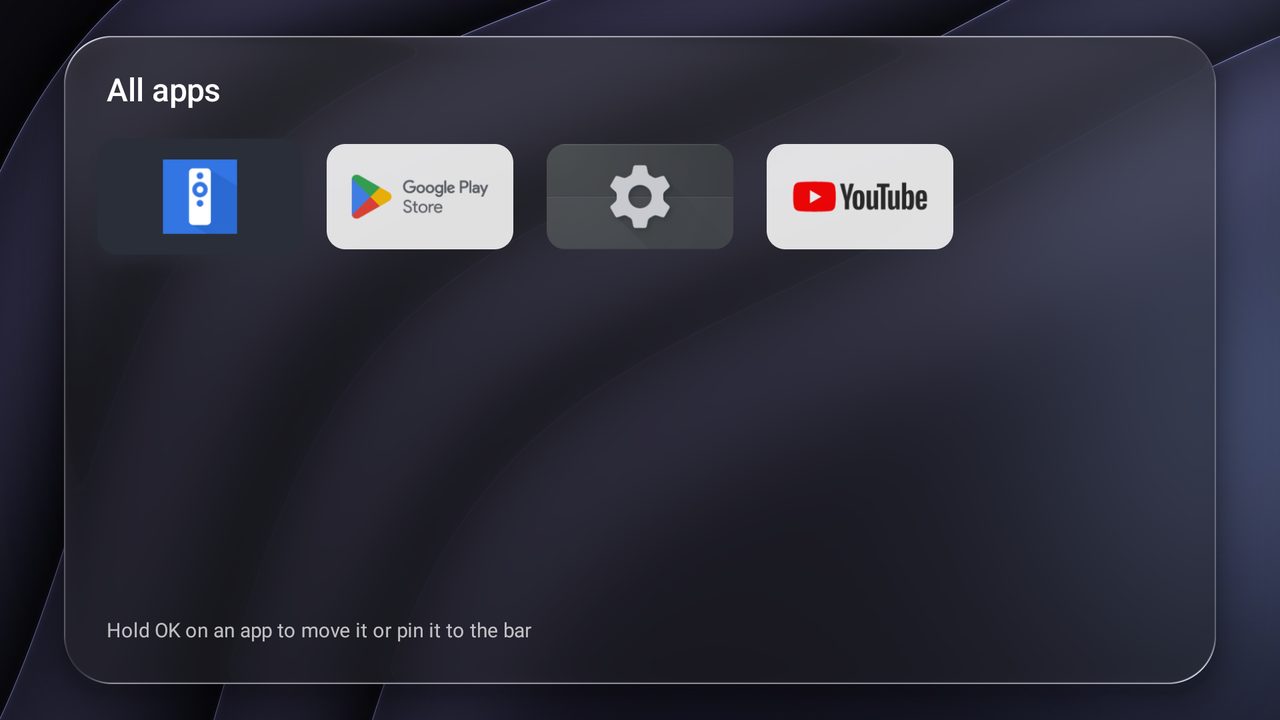 All apps
Google Play
Store
YouTube
Hold OK on an app to move it or pin it to the bar